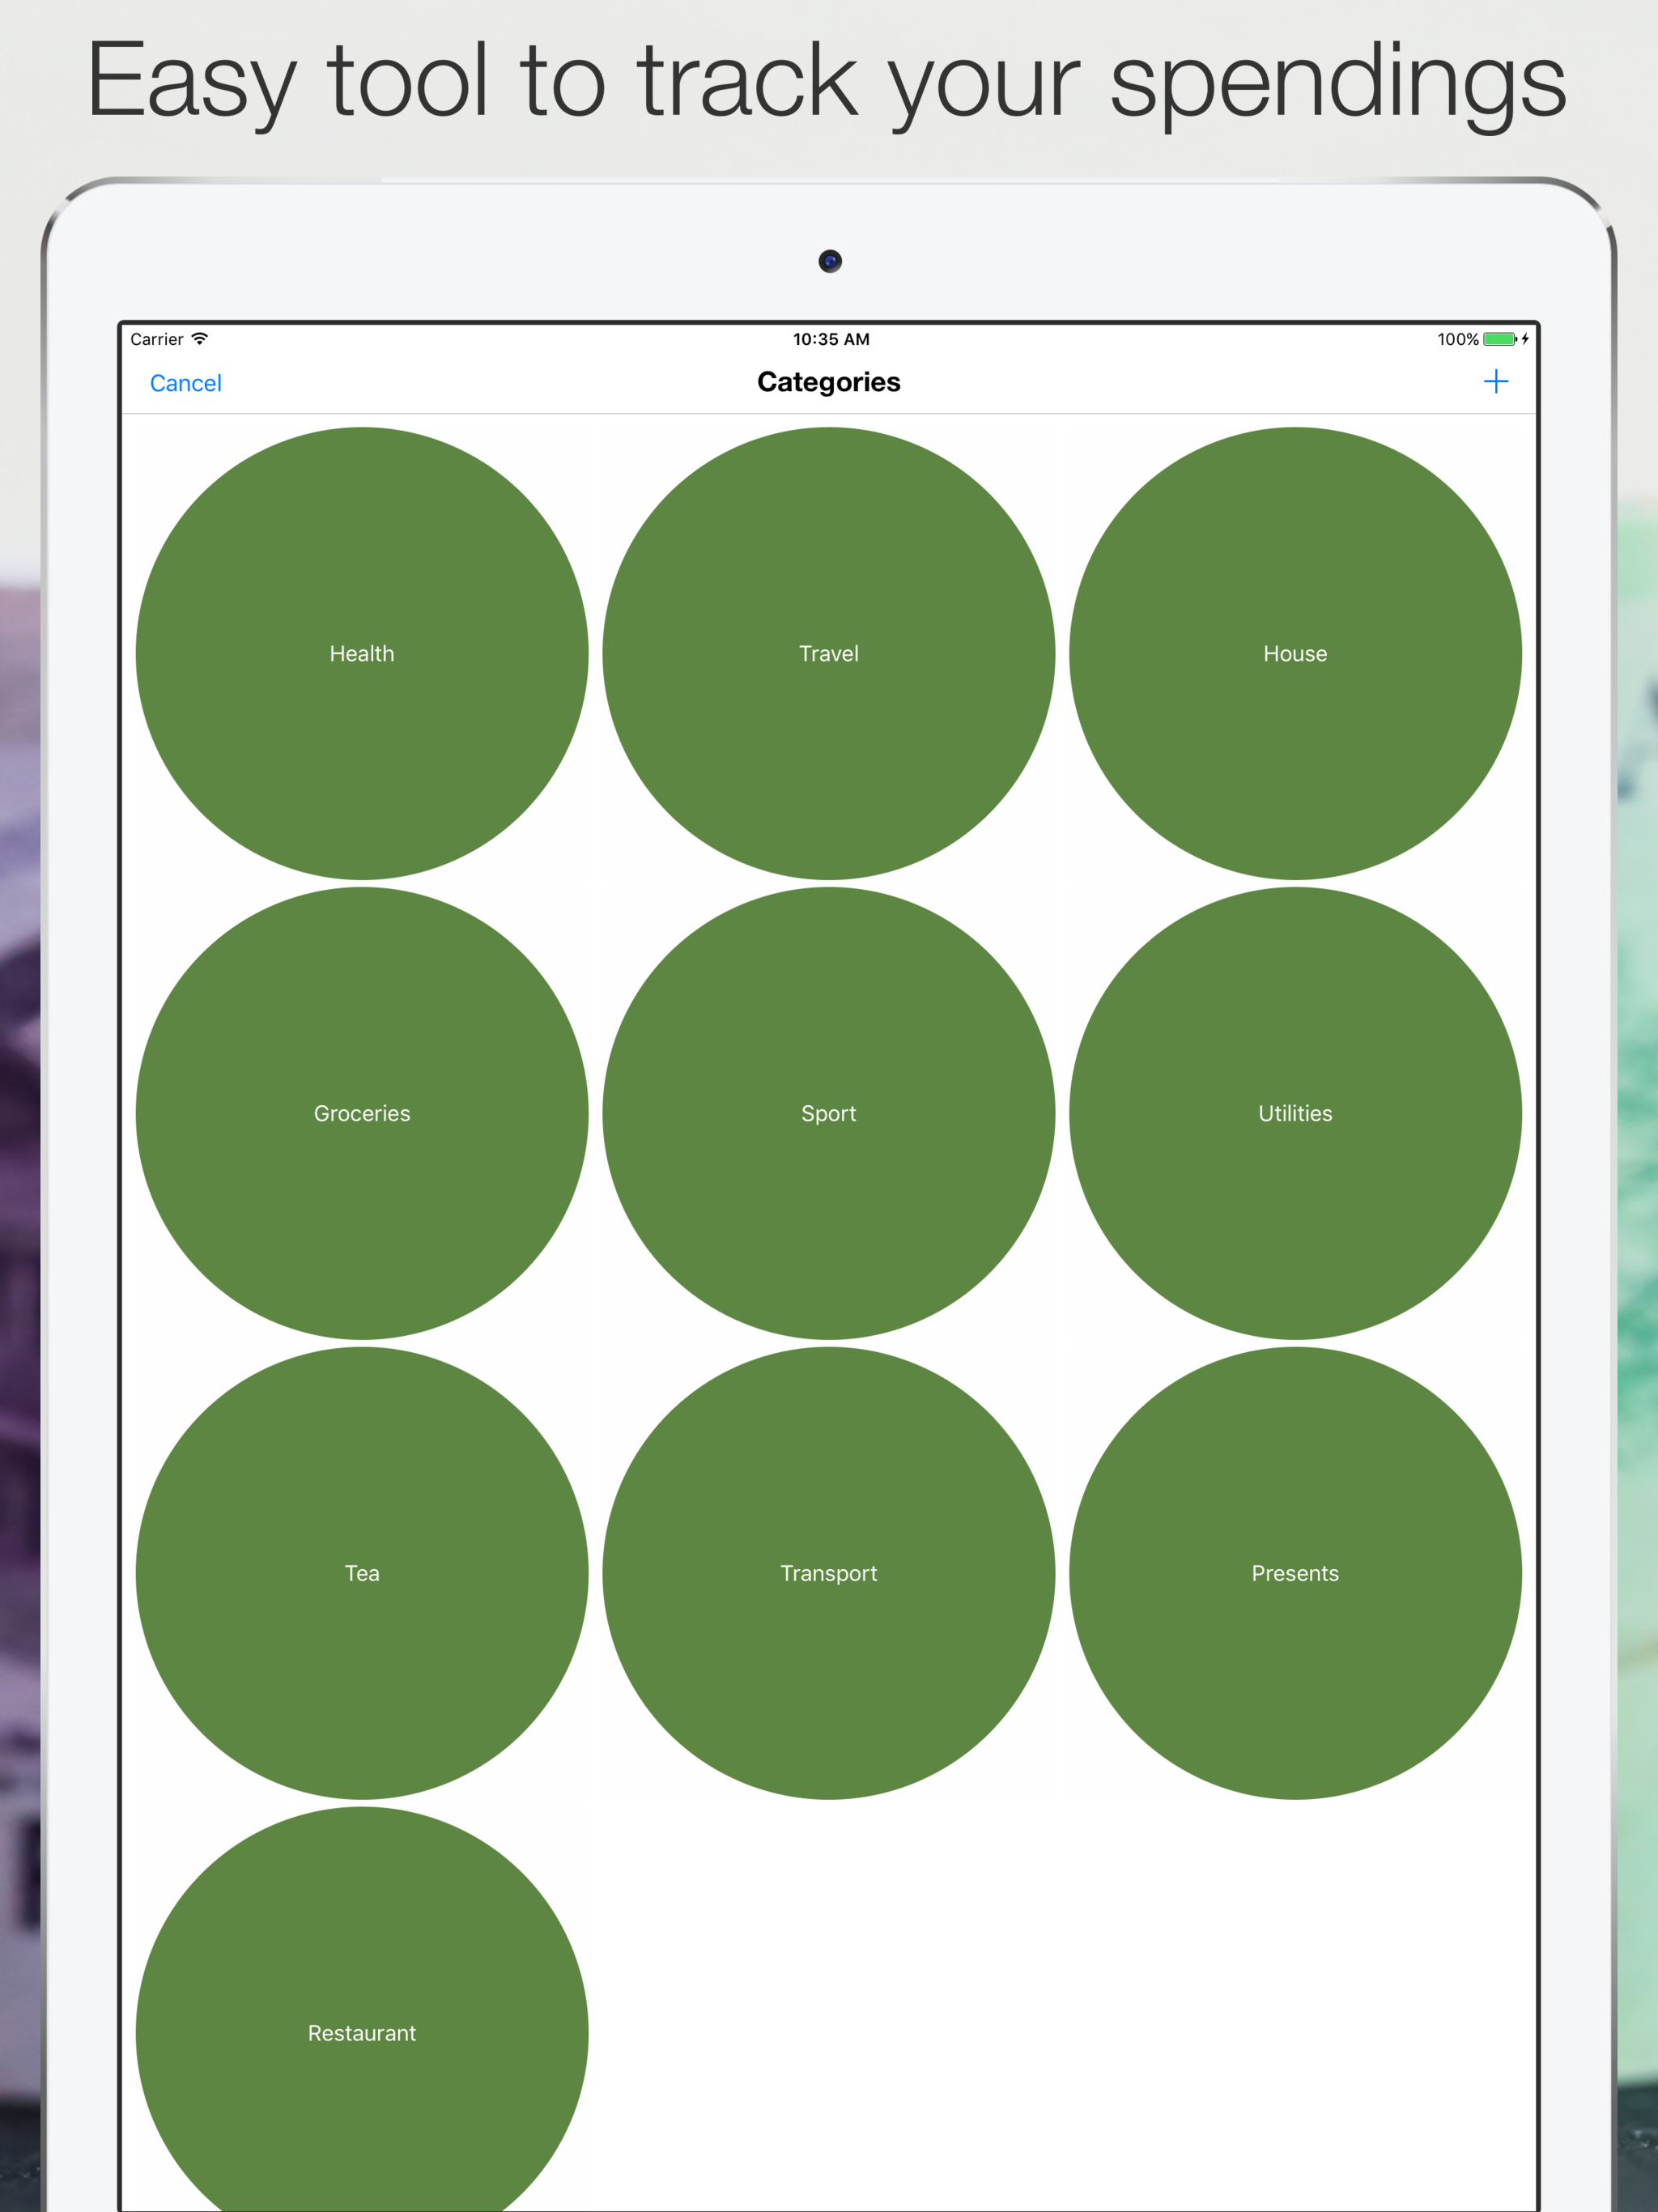 Easy tool to track your spendings
Carrier 10:35 AM 100%
Cancel Categories +
Health Travel House
Groceries Sport Utilities
Tea Transport Presents
Restaurant